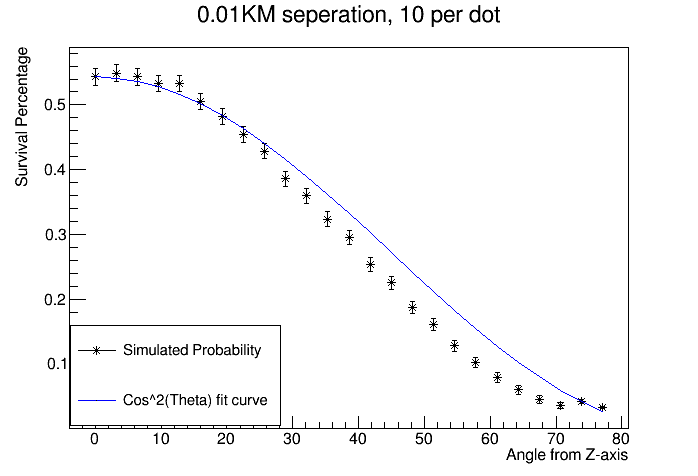 0.01KM seperation, 10 per dot
Survival Percentage
0.5
0.4
0.3
0.2
0.1
Simulated Probability
Cos^2(Theta) fit curve
0 10 20 30 40 50 60 70 80
Angle from Z-axis